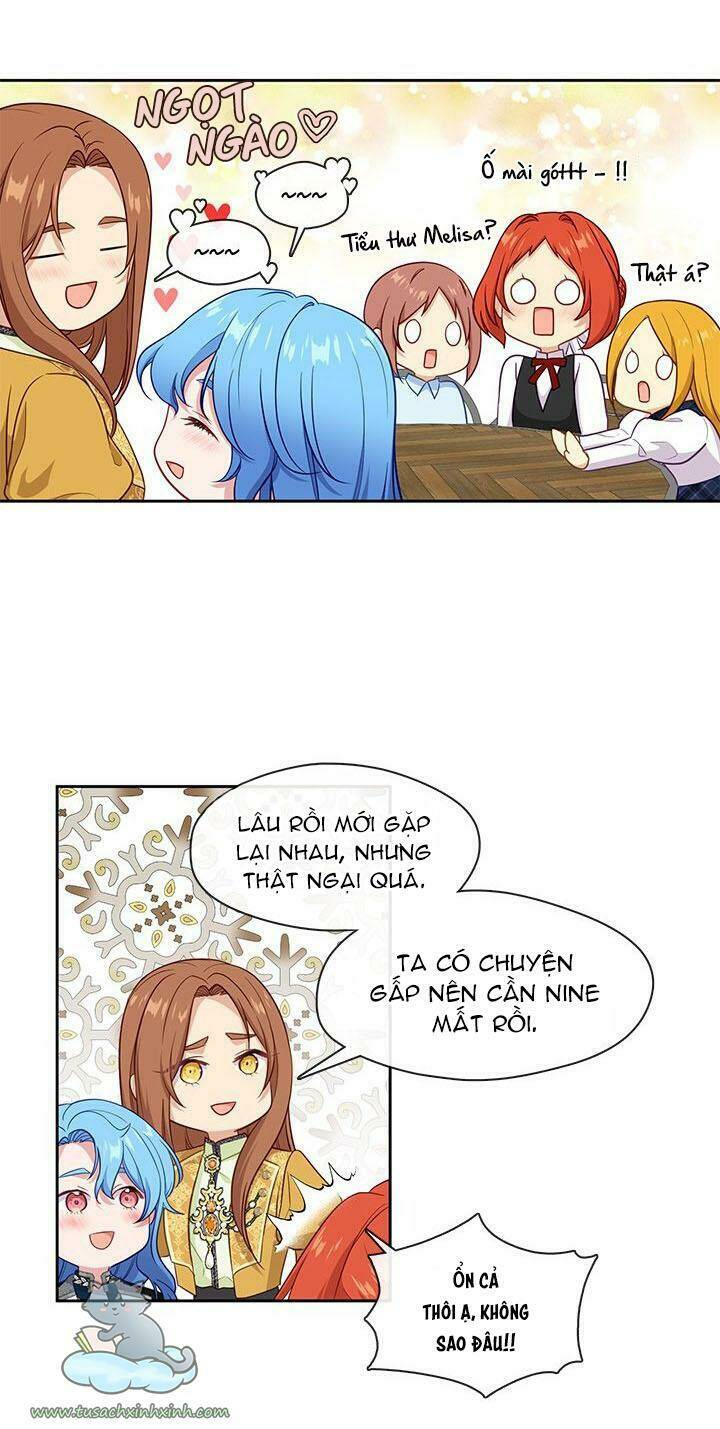 NGỌT
NGÀO
~~~
~~~
Ố mài góttt - !!
Tiểu thư Melisa?
Thật á?
LÂU RỒI MỚI GẶP
LẠI NHAU, NHƯNG
THẬT NGẠI QUÁ.
TA CÓ CHUYỆN
GẤP NÊN CẦN NINE
MẤT RỒI.
ỔN CẢ
THÔI Ạ, KHÔNG
SAO ĐÂU!!
www.tusachxinhxinh.com